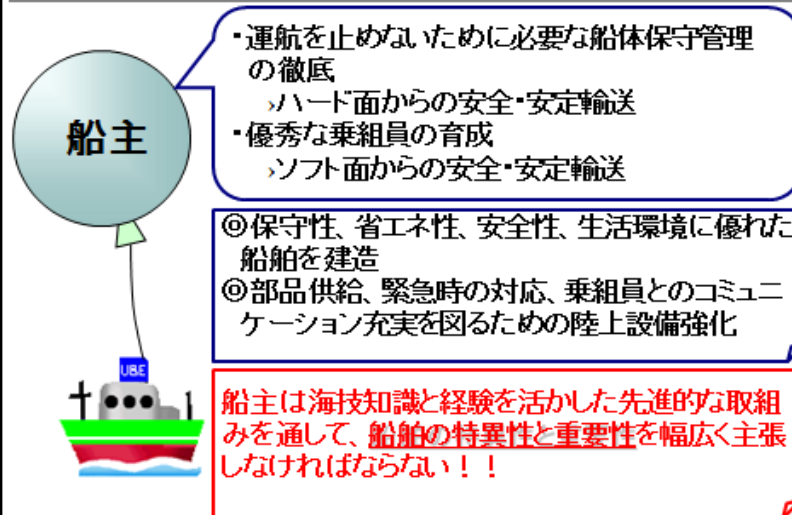 ・運航を止めないために必要な船体保守管理
の徹底
›ハード面からの安全・安定輸送
・優秀な乗組員の育成
›ソフト面からの安全・安定輸送
船主
◎保守性、省エネ性、安全性、生活環境に優れた
船舶を建造
◎部品供給、緊急時の対応、乗組員とのコミュニ
ケーション充実を図るための陸上設備強化
UBE
船主は海技知識と経験を活かした先進的な取組
みを通して、船舶の特異性と重要性を幅広く主張
しなければならない！！